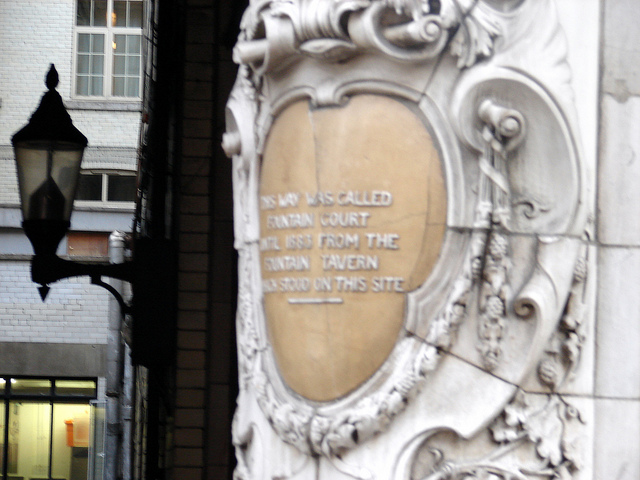 THIS WAY WAS CALLED
FOUNTAIN COURT
UNTIL 1883 FROM THE
FOUNTAIN TAVERN
WHICH STOOD ON THIS SITE